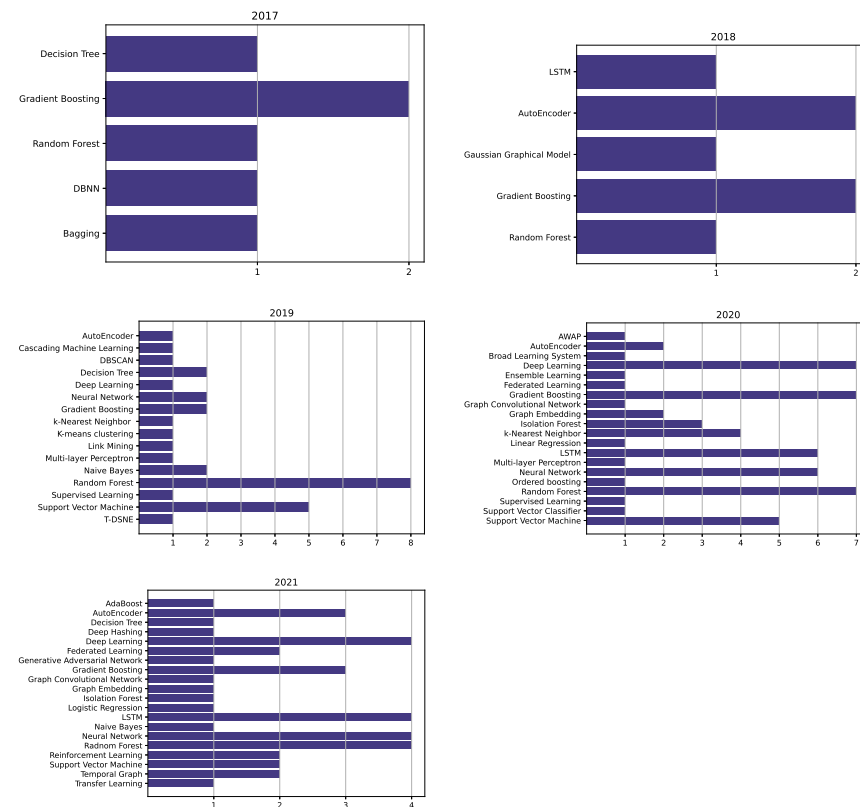 2017
Decision Tree
Gradient Boosting
Random Forest
DBNN
Bagging
1 2
2018
LSTM
AutoEncoder
Gaussian Graphical Model
Gradient Boosting
Random Forest
1 2
2019
AutoEncoder
Cascading Machine Learning
DBSCAN
Decision Tree
Deep Learning
Neural Network
Gradient Boosting
k-Nearest Neighbor
K-means clustering
Link Mining
Multi-layer Perceptron
Naive Bayes
Random Forest
Supervised Learning
Support Vector Machine
T-DSNE
1 2 3 4 5 6 7 8
2020
AWAP
AutoEncoder
Broad Learning System
Deep Learning
Ensemble Learning
Federated Learning
Gradient Boosting
Graph Convolutional Network
Graph Embedding
Isolation Forest
k-Nearest Neighbor
Linear Regression
LSTM
Multi-layer Perceptron
Neural Network
Ordered boosting
Random Forest
Supervised Learning
Support Vector Classifier
Support Vector Machine
1 2 3 4 5 6 7
2021
AdaBoost
AutoEncoder
Decision Tree
Deep Hashing
Deep Learning
Federated Learning
Generative Adversarial Network
Gradient Boosting
Graph Convolutional Network
Graph Embedding
Isolation Forest
Logistic Regression
LSTM
Naive Bayes
Neural Network
Radnom Forest
Reinforcement Learning
Support Vector Machine
Temporal Graph
Transfer Learning
1 2 3 4